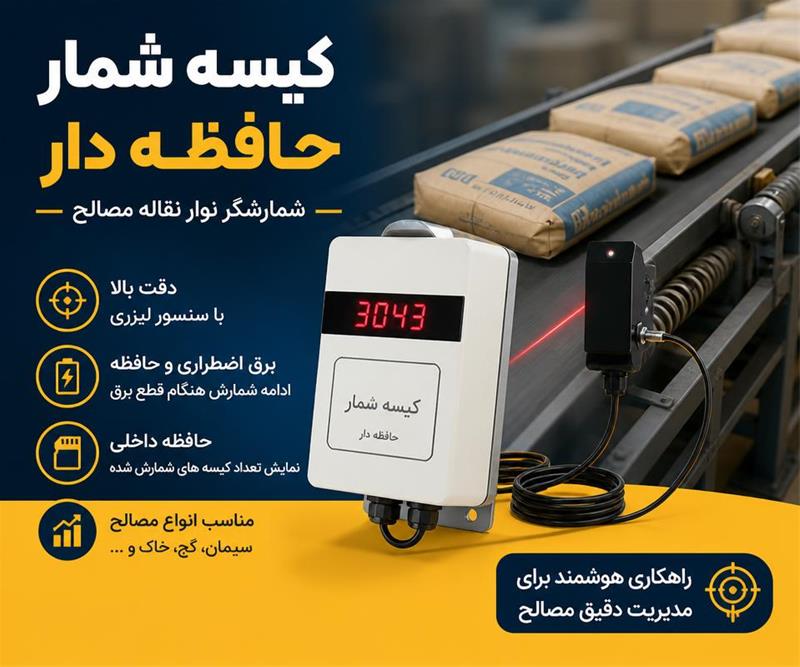 کیسه شمار
حافظه دار
شمارشگر نوار نقاله مصالح
دقت بالا
با سنسور لیزری
برق اضطراری و حافظه
ادامه شمارش هنگام قطع برق
حافظه داخلی
نمایش تعداد کیسه های شمارش شده
مناسب انواع مصالح
سیمان، گچ، خاک و ...
3043
کیسه شمار
حافظه دار
راهکاری هوشمند برای
مدیریت دقیق مصالح